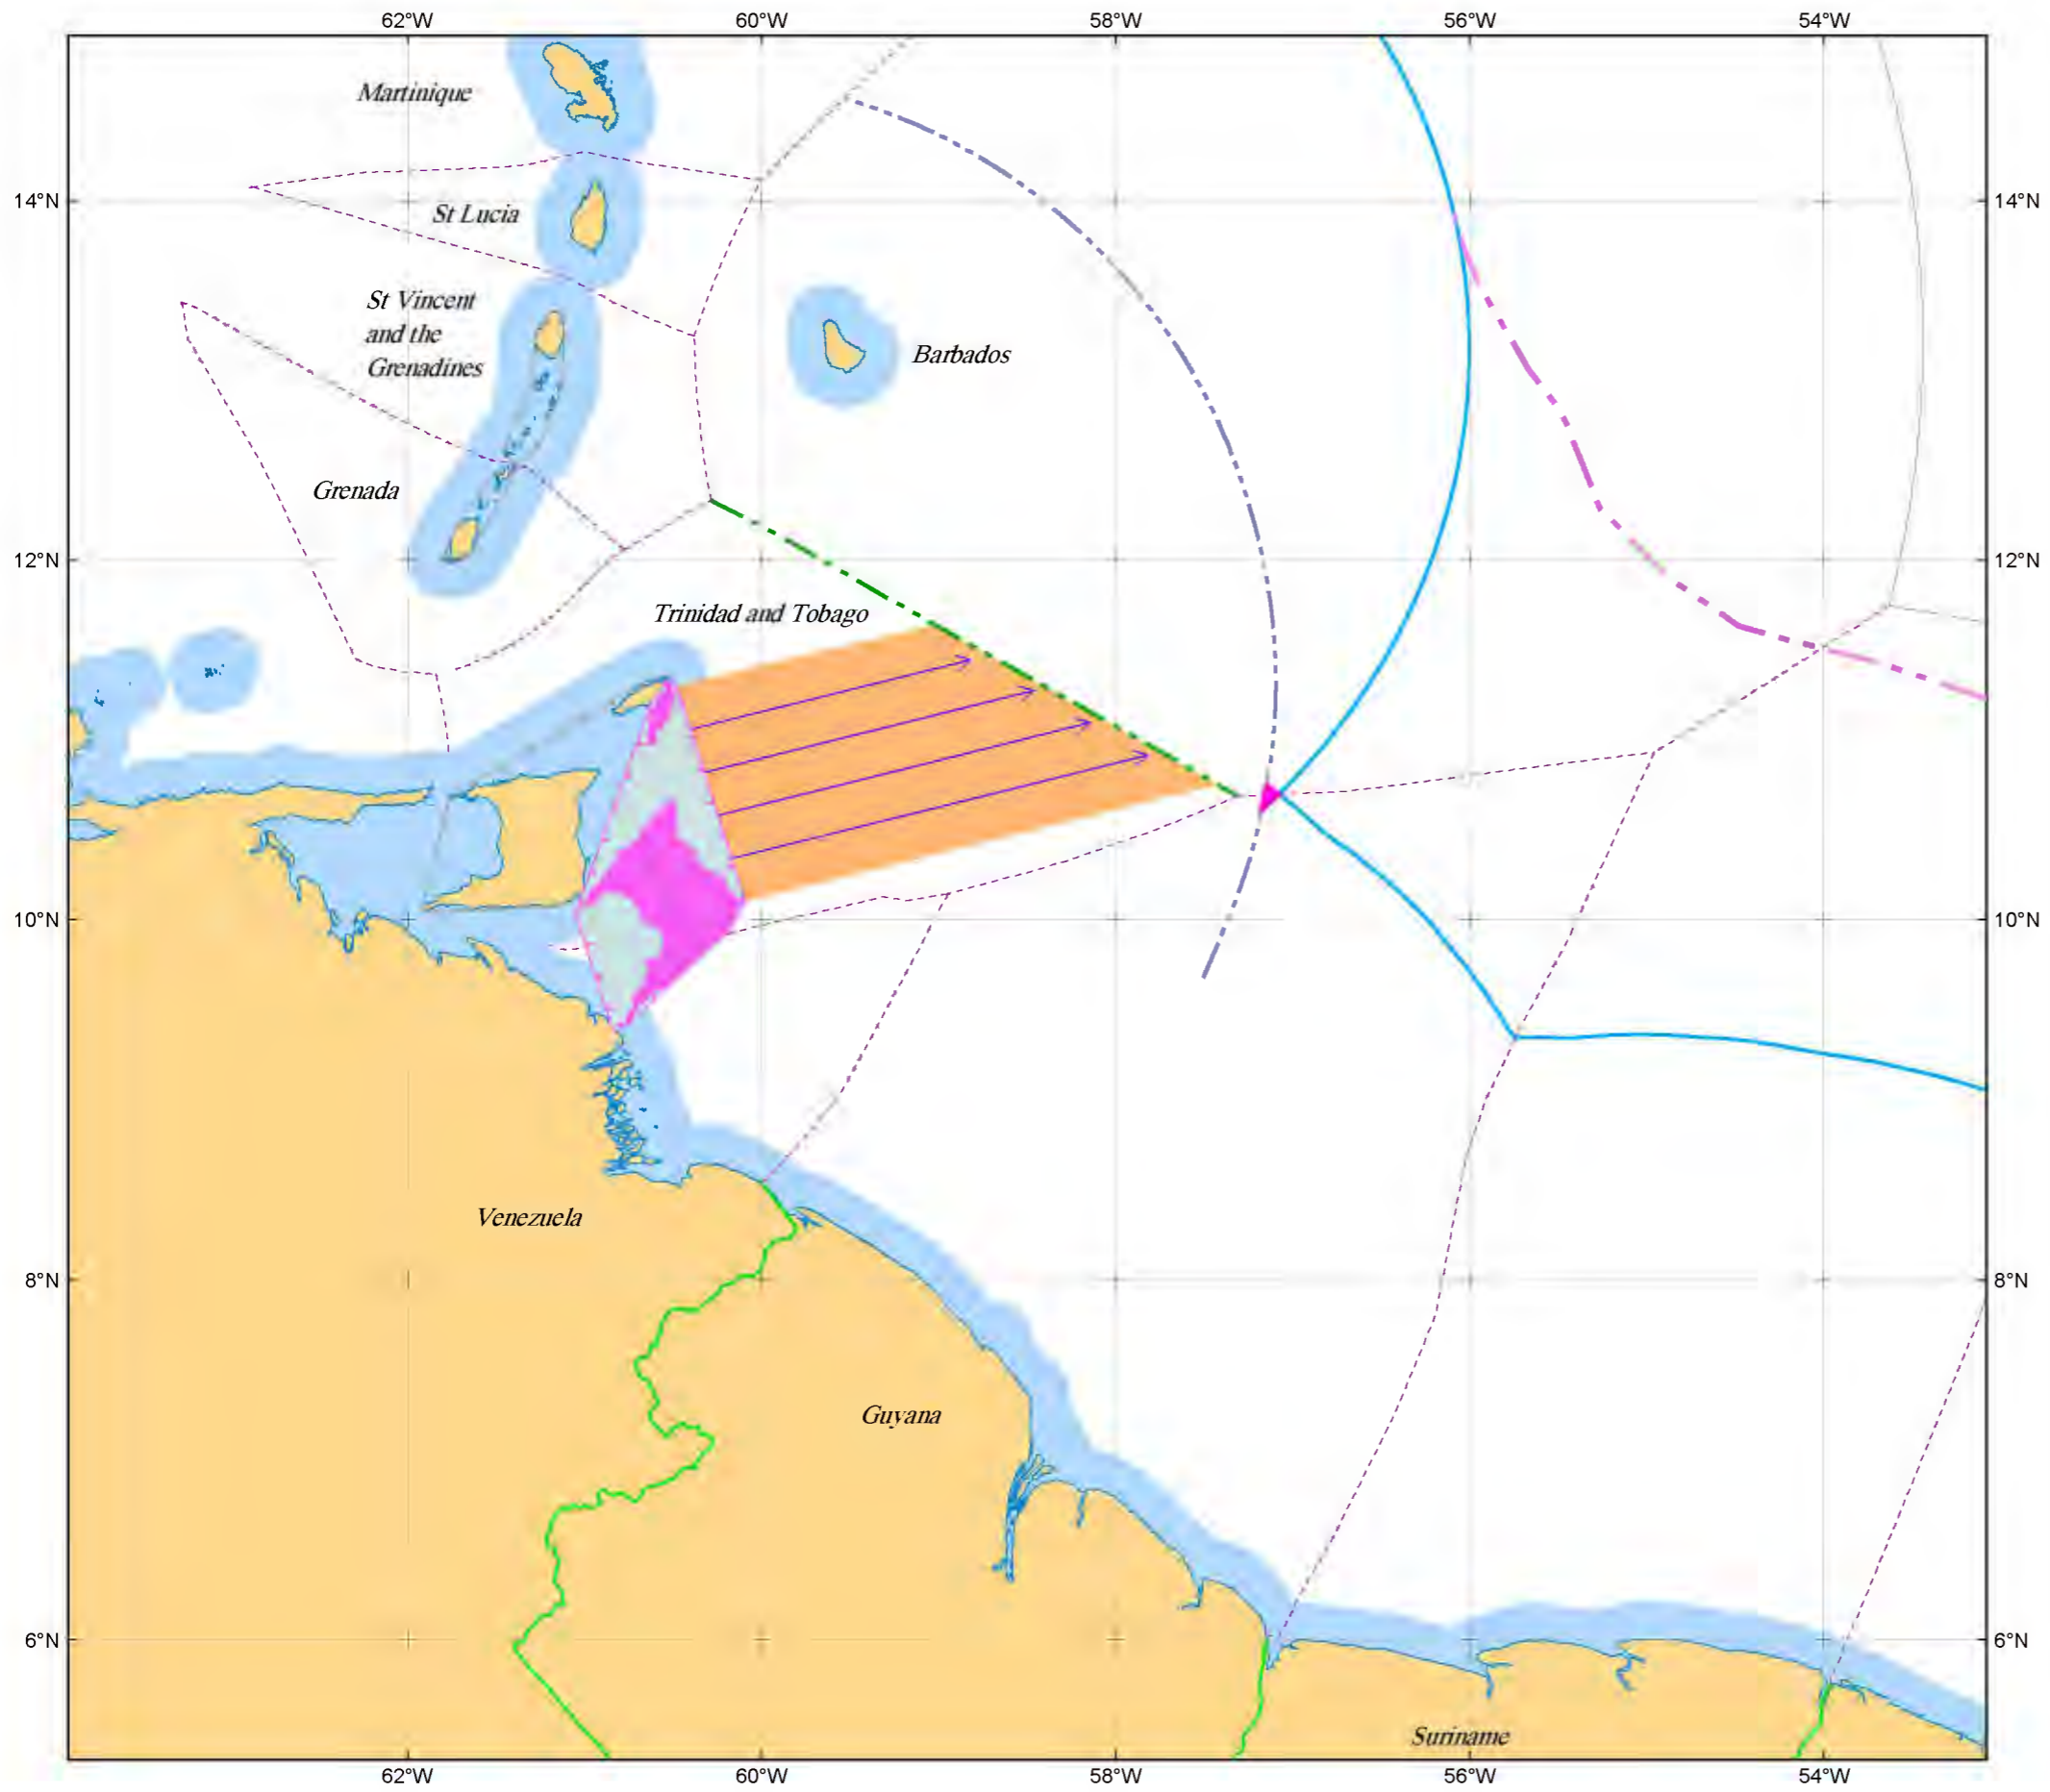 62°W 60°W 58°W 56°W 54°W
Martinique
14°N 14°N
St Lucia
St Vincent
and the
Grenadines
Barbados
Grenada
12°N 12°N
Trinidad and Tobago
10°N 10°N
Venezuela
8°N 8°N
Guyana
6°N 6°N
Suriname
62°W 60°W 58°W 56°W 54°W